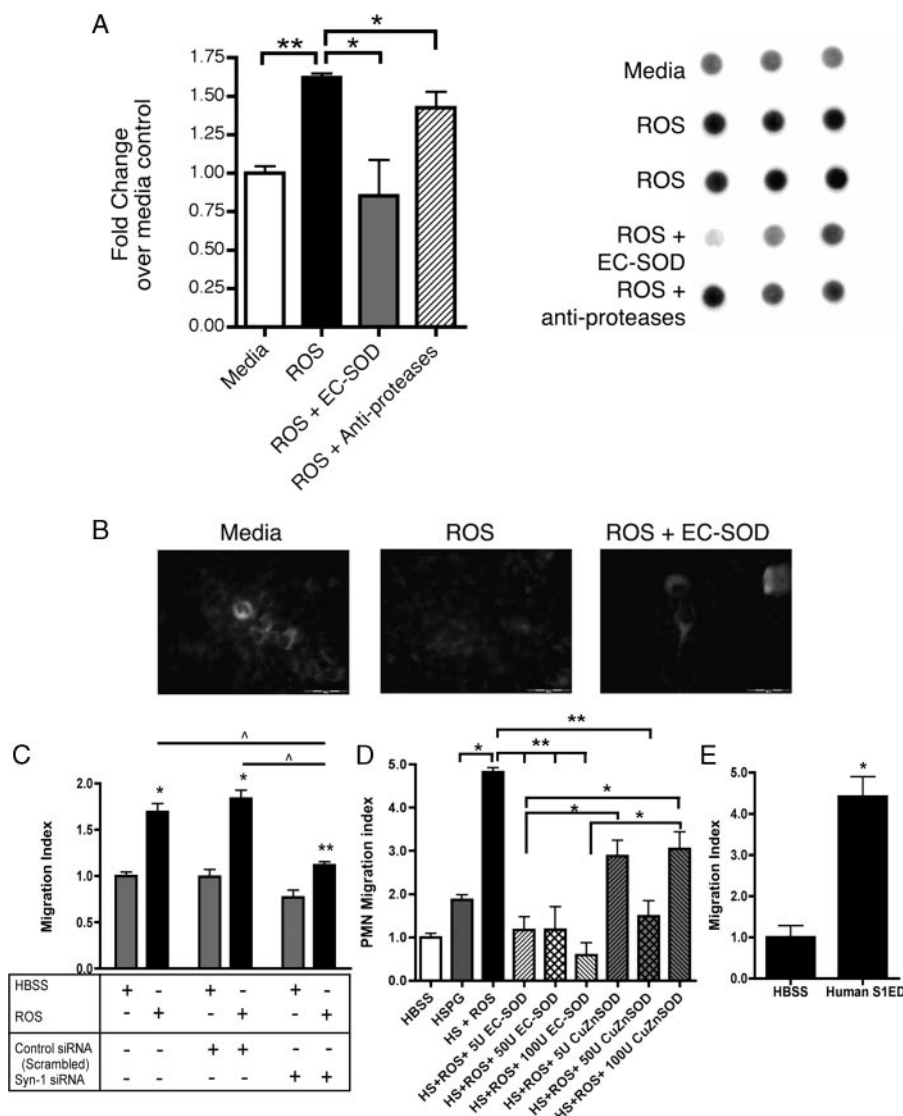 A
Fold Change
over media control
1.75
1.50
1.25
1.00
0.75
0.50
0.25
0.00
** * *
Media
ROS
ROS + EC-SOD
ROS + Anti-proteases
Media
ROS
ROS
ROS +
EC-SOD
ROS +
anti-proteases
B
Media
ROS
ROS + EC-SOD
C
Migration Index
2.0
1.5
1.0
0.5
0.0
^
^
* * **
HBSS + - + - + -
ROS - + - + - +
Control siRNA - - + + - -
(Scrambled)
Syn-1 siRNA - - - - + +
D
PMN Migration index
5.0
4.0
3.0
2.0
1.0
0.0
**
* **
*
* *
HBSS
HSPG
HS + ROS
HS+ROS+ 5U EC-SOD
HS+ROS+ 50U EC-SOD
HS+ROS+ 100U EC-SOD
HS+ROS+ 5U CuZnSOD
HS+ROS+ 50U CuZnSOD
HS+ROS+ 100U CuZnSOD
E
Migration Index
5.0
4.0
3.0
2.0
1.0
0.0
*
HBSS
Human S1ED